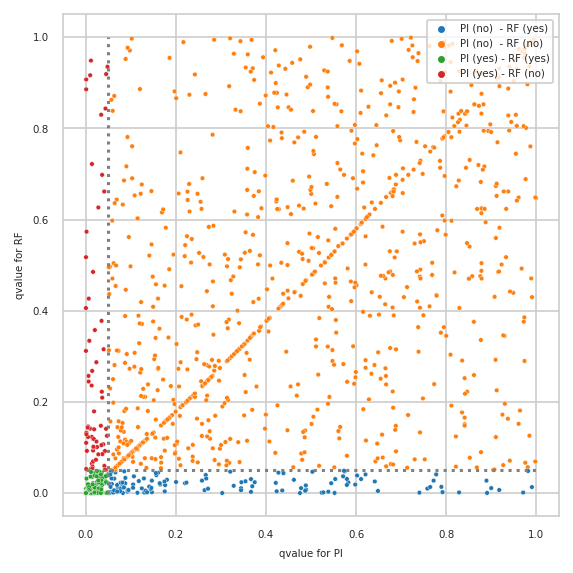 PI (no)  - RF (yes)
PI (no)  - RF (no)
PI (yes) - RF (yes)
PI (yes) - RF (no)
1.0
0.8
0.6
0.4
0.2
0.0
qvalue for RF
0.0 0.2 0.4 0.6 0.8 1.0
qvalue for PI